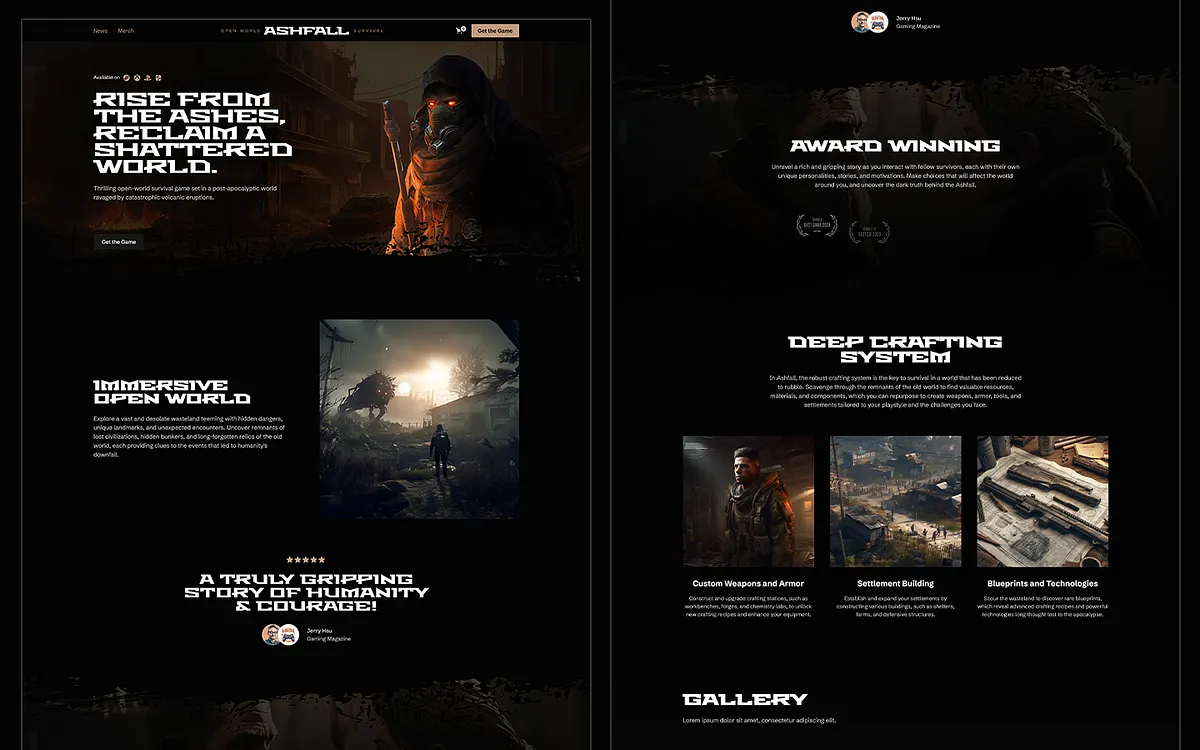 News Merch
OPEN WORLD ASHFALL SURVIVAL
0
Get the Game
Available on
RISE FROM
THE ASHES,
RECLAIM A
SHATTERED
WORLD.
Thrilling open-world survival game set in a post-apocalyptic world
ravaged by catastrophic volcanic eruptions.
Get the Game
IMMERSIVE
OPEN WORLD
Explore a vast and desolate wasteland teeming with hidden dangers,
unique landmarks, and unexpected encounters. Uncover remnants of
lost civilizations, hidden bunkers, and long-forgotten relics of the old
world, each providing clues to the events that led to humanity's
downfall.
A TRULY GRIPPING
STORY OF HUMANITY
& COURAGE!
Jerry Hsu
Gaming Magazine
Jerry Hsu
Gaming Magazine
AWARD WINNING
Unravel a rich and gripping story as you interact with fellow survivors, each with their own
unique personalities, stories, and motivations. Make choices that will affect the world
around you, and uncover the dark truth behind the Ashfall.
BEST GAME 2023
DEEP CRAFTING
SYSTEM
In Ashfall, the robust crafting system is the key to survival in a world that has been reduced
to rubble. Scavenge through the remnants of the old world to find valuable resources,
materials, and components, which you can repurpose to create weapons, armor, tools, and
settlements tailored to your playstyle and the challenges you face.
Custom Weapons and Armor
Construct and upgrade crafting stations, such as
workbenches, forges, and chemistry labs, to unlock
new crafting recipes and enhance your equipment.
Settlement Building
Establish and expand your settlements by
constructing various buildings, such as shelters,
farms, and defensive structures.
Blueprints and Technologies
Scour the wasteland to discover rare blueprints,
which reveal advanced crafting recipes and powerful
technologies long thought lost to the apocalypse.
GALLERY
Lorem ipsum dolor sit amet, consectetur adipiscing elit.